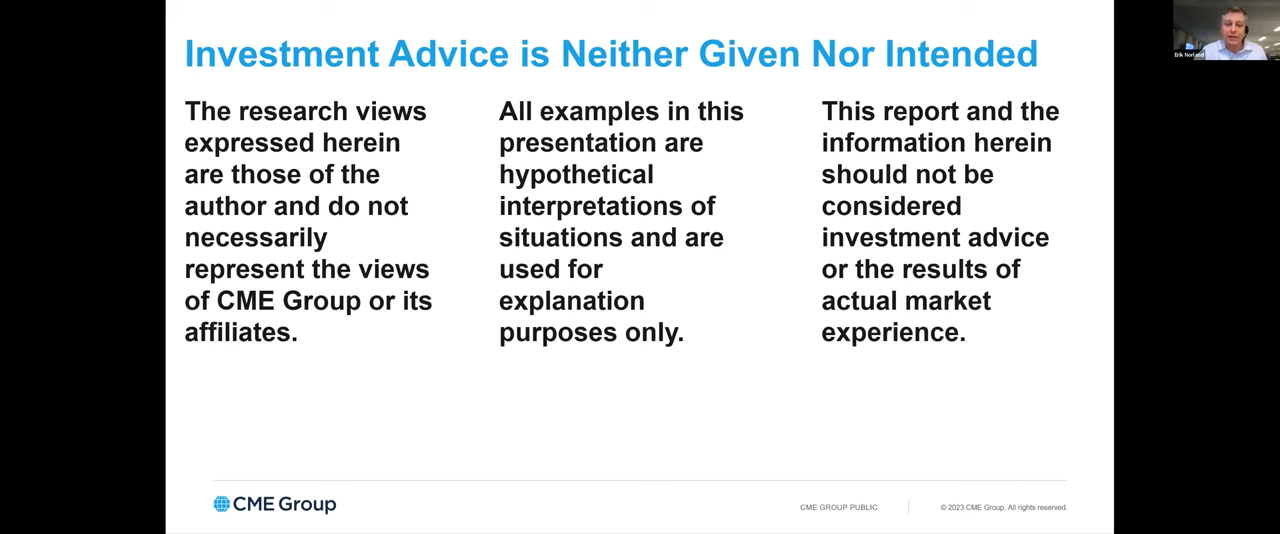 Investment Advice is Neither Given Nor Intended
The research views
expressed herein
are those of the
author and do not
necessarily
represent the views
of CME Group or its
affiliates.
All examples in this
presentation are
hypothetical
interpretations of
situations and are
used for
explanation
purposes only.
This report and the
information herein
should not be
considered
investment advice
or the results of
actual market
experience.
CME Group
CME GROUP PUBLIC
© 2023 CME Group. All rights reserved.
Erik Norland